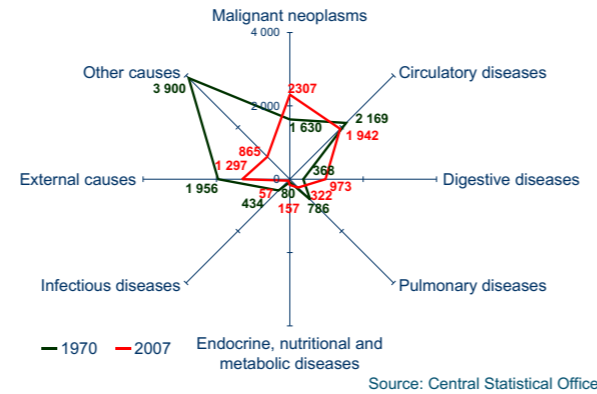 Malignant neoplasms
4 000
Other causes
Circulatory diseases
3 900
2307
2 000
2 169
1 630
1 942
865
368
1 297
0
External causes
Digestive diseases
1 956
973
57
80
322
434
157
786
Infectious diseases
Pulmonary diseases
1970
2007
Endocrine, nutritional and
metabolic diseases
Source: Central Statistical Office